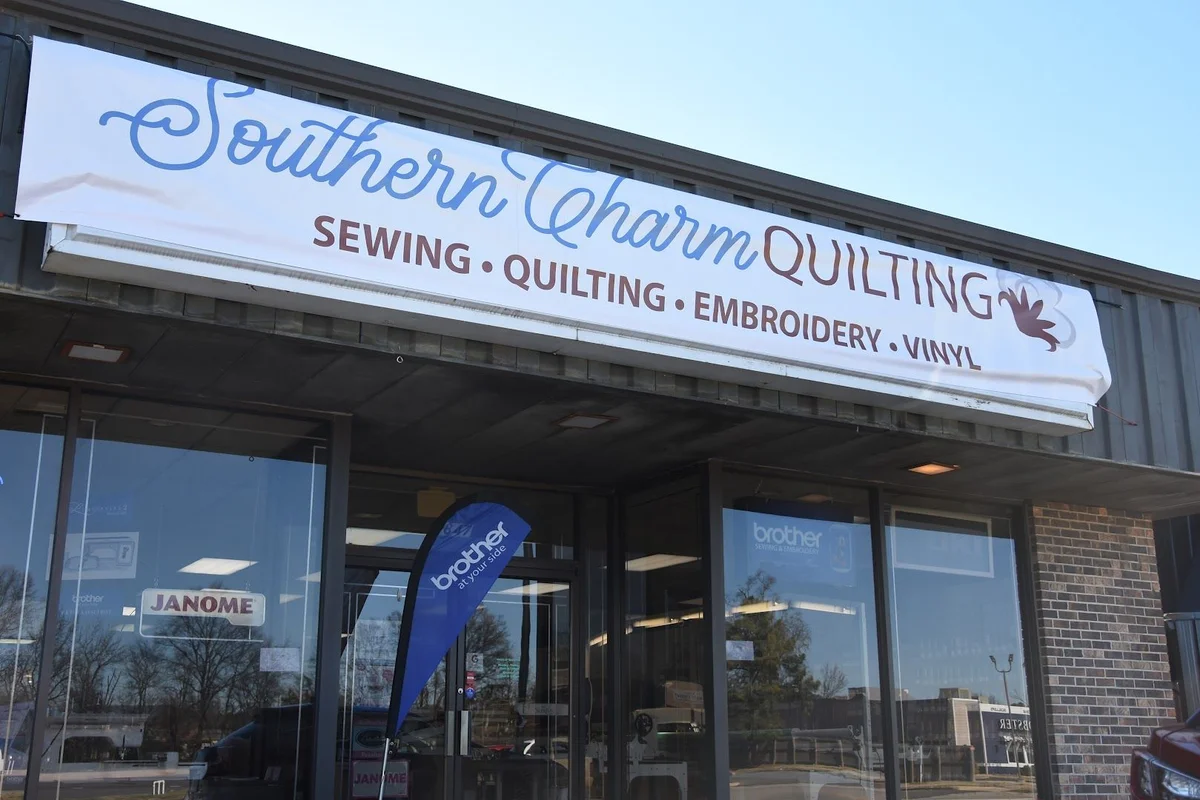 Southern Charm QUILTING
SEWING • QUILTING • EMBROIDERY • VINYL
brother
at your side
brother
SEWING & EMBROIDERY
JANOME
brother
JANOME